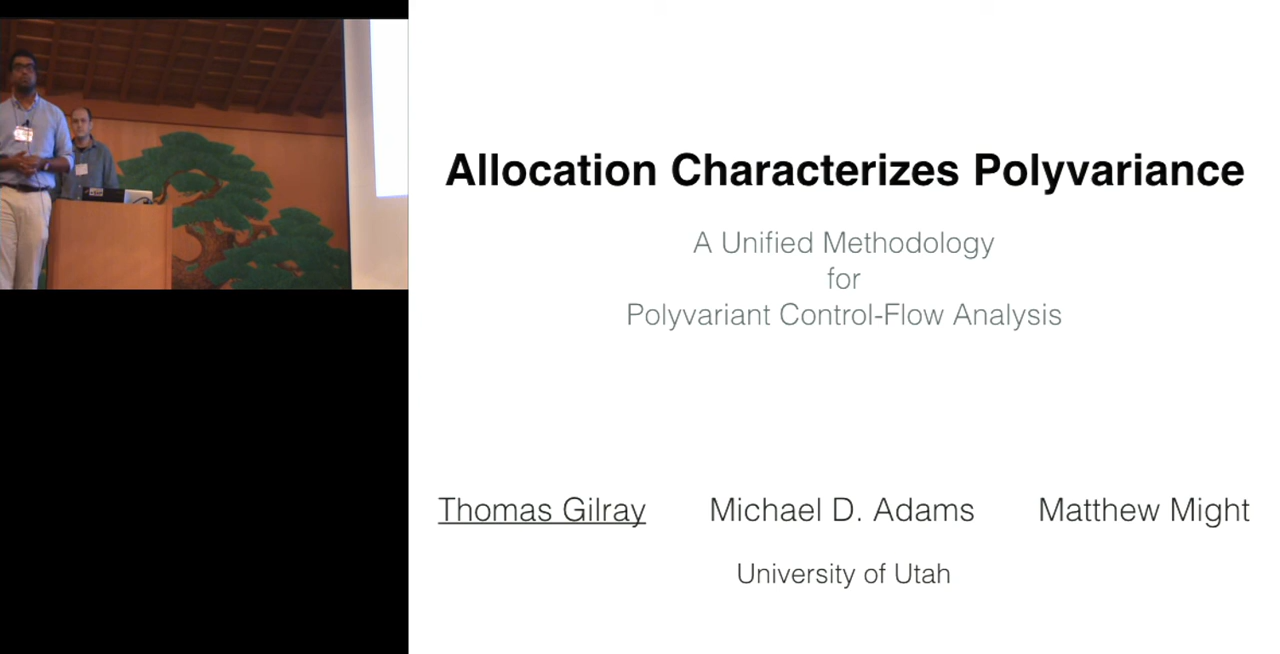 Allocation Characterizes Polyvariance
A Unified Methodology
for
Polyvariant Control-Flow Analysis
Thomas Gilray Michael D. Adams Matthew Might
University of Utah